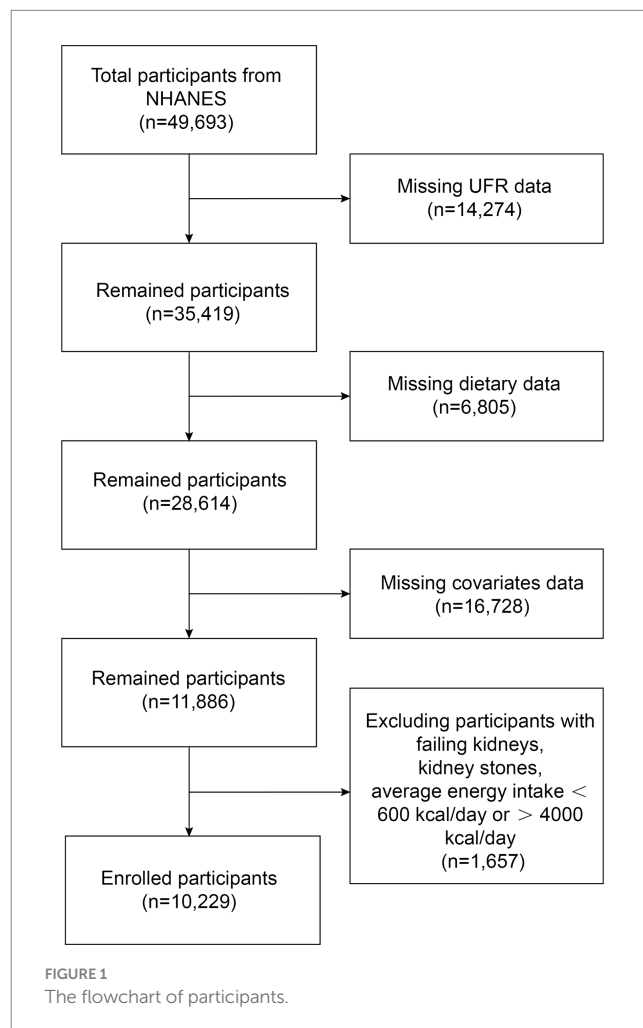 Total participants from
NHANES
(n=49,693)
Missing UFR data
(n=14,274)
Remained participants
(n=35,419)
Missing dietary data
(n=6,805)
Remained participants
(n=28,614)
Missing covariates data
(n=16,728)
Remained participants
(n=11,886)
Excluding participants with
failing kidneys,
kidney stones,
average energy intake <
600 kcal/day or > 4000
kcal/day
(n=1,657)
Enrolled participants
(n=10,229)
FIGURE 1
The flowchart of participants.